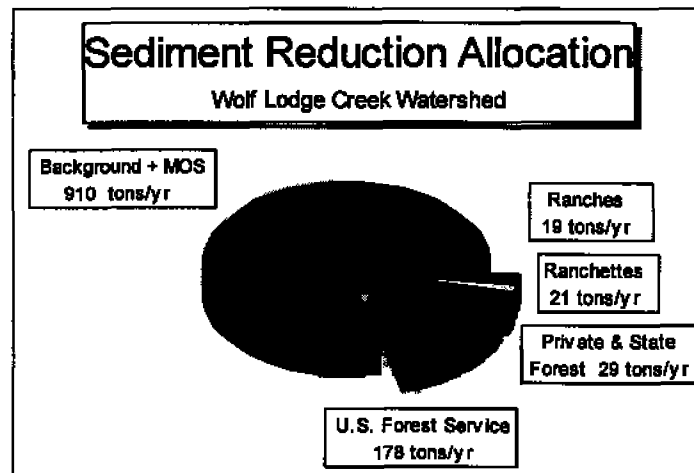 Sediment Reduction Allocation
Wolf Lodge Creek Watershed
Background + MOS
910 tons/yr
Ranches
19 tons/yr
Ranchettes
21 tons/yr
Private & State
Forest 29 tons/yr
U.S. Forest Service
178 tons/yr